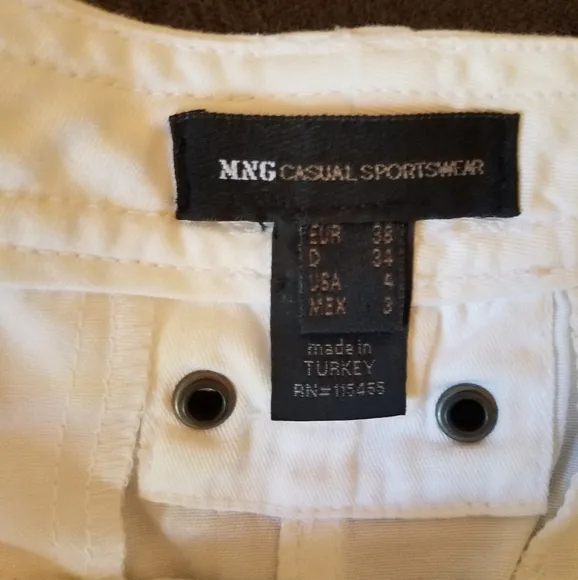 MNG CASUAL SPORTSWEAR
EUR 38
D 34
USA 4
MEX 3
made in
TURKEY
RN=115455